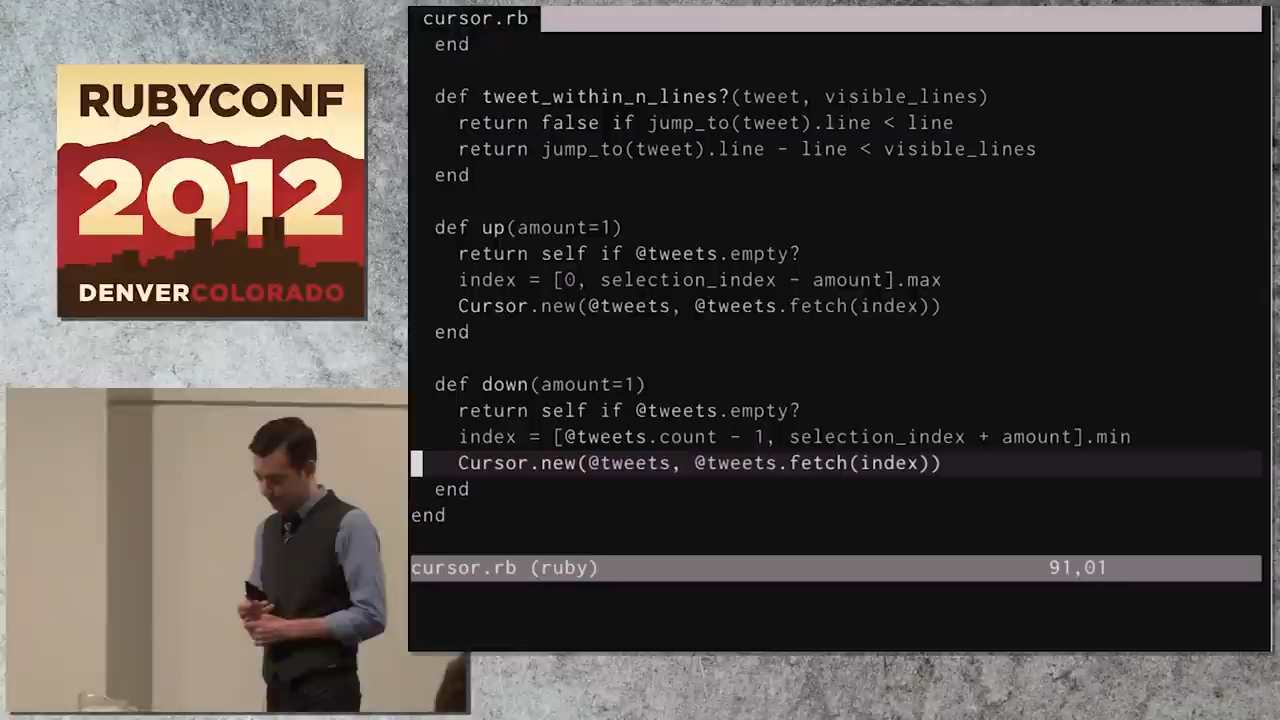 RUBYCONF
2012
DENVERCOLORADO
cursor.rb
end
def tweet_within_n_lines?(tweet, visible_lines)
return false if jump_to(tweet).line < line
return jump_to(tweet).line - line < visible_lines
end
def up(amount=1)
return self if @tweets.empty?
index = [0, selection_index - amount].max
Cursor.new(@tweets, @tweets.fetch(index))
end
def down(amount=1)
return self if @tweets.empty?
index = [@tweets.count - 1, selection_index + amount].min
Cursor.new(@tweets, @tweets.fetch(index))
end
end
cursor.rb (ruby) 91,01